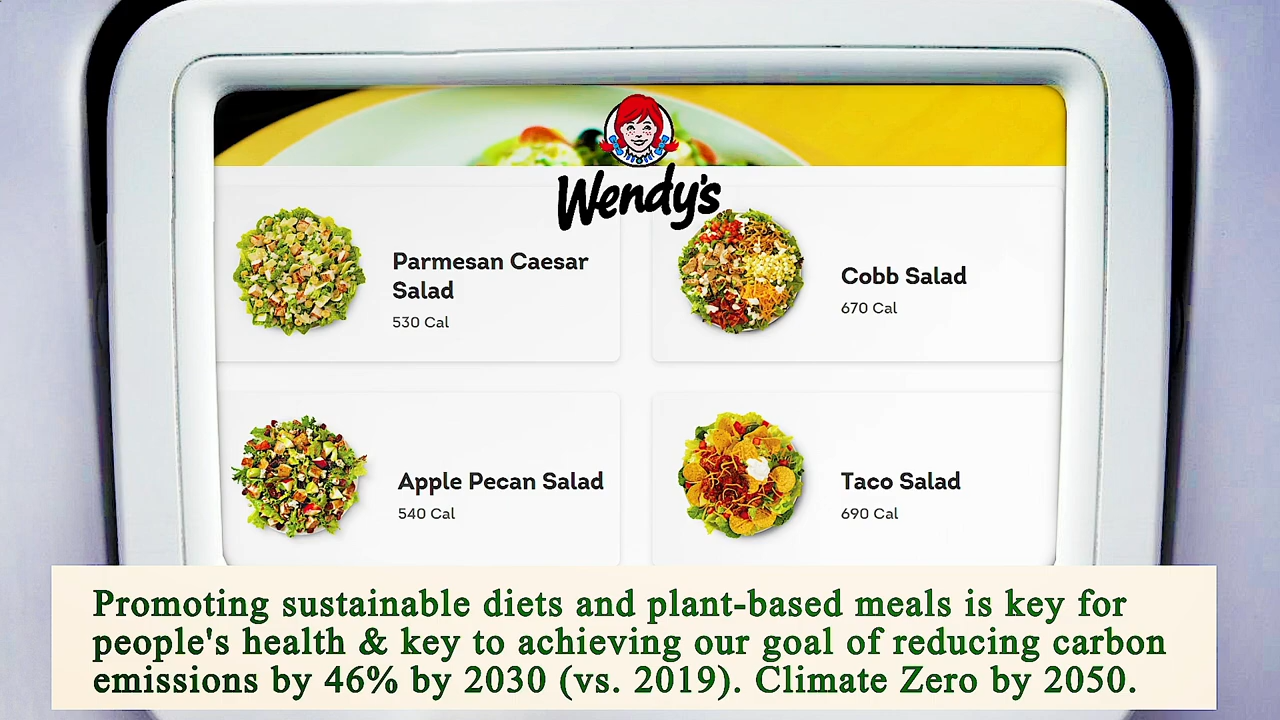 Wendy's
Parmesan Caesar
Salad
530 Cal
Cobb Salad
670 Cal
Apple Pecan Salad
540 Cal
Taco Salad
690 Cal
Promoting sustainable diets and plant-based meals is key for
people's health & key to achieving our goal of reducing carbon
emissions by 46% by 2030 (vs. 2019). Climate Zero by 2050.